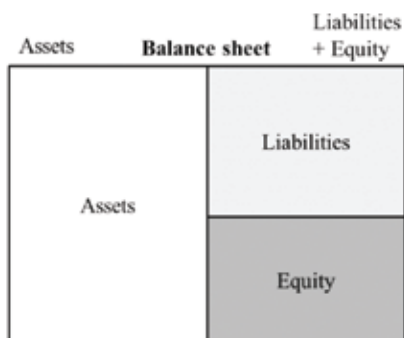 Assets Balance sheet Liabilities
+ Equity
Liabilities
Assets
Equity